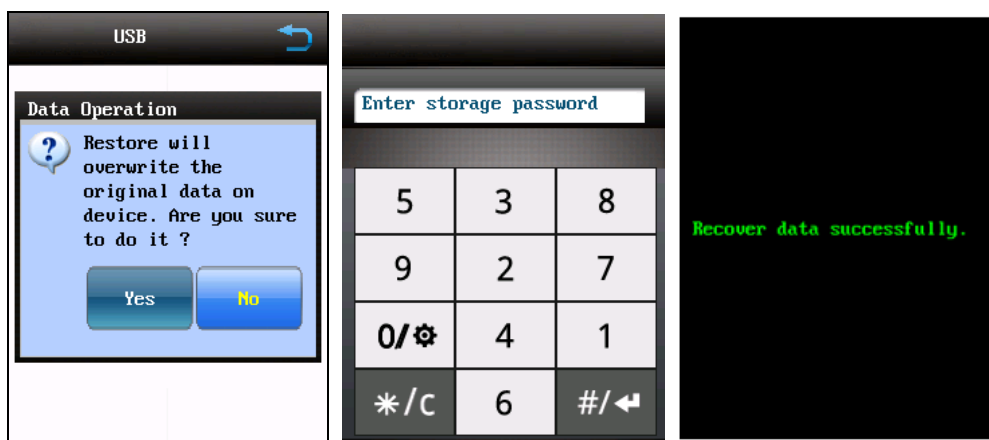 USB
Data Operation
?
Restore will
overwrite the
original data on
device. Are you sure
to do it ?
Yes
No
Enter storage password
5 3 8
9 2 7
0/⚙ 4 1
*/C 6 #/↵
Recover data successfully.